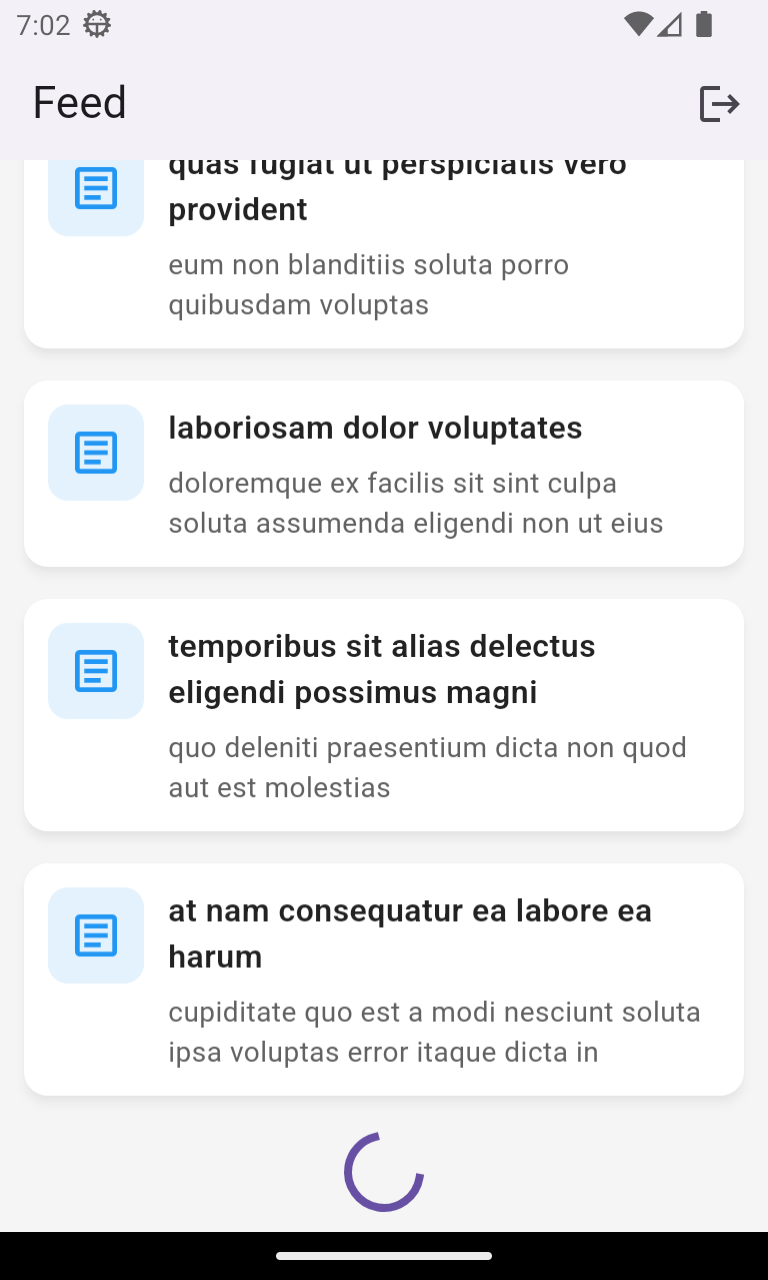 7:02
Feed
quas fugiat ut perspiciatis vero
provident
eum non blanditiis soluta porro
quibusdam voluptas
laboriosam dolor voluptates
doloremque ex facilis sit sint culpa
soluta assumenda eligendi non ut eius
temporibus sit alias delectus
eligendi possimus magni
quo deleniti praesentium dicta non quod
aut est molestias
at nam consequatur ea labore ea
harum
cupiditate quo est a modi nesciunt soluta
ipsa voluptas error itaque dicta in